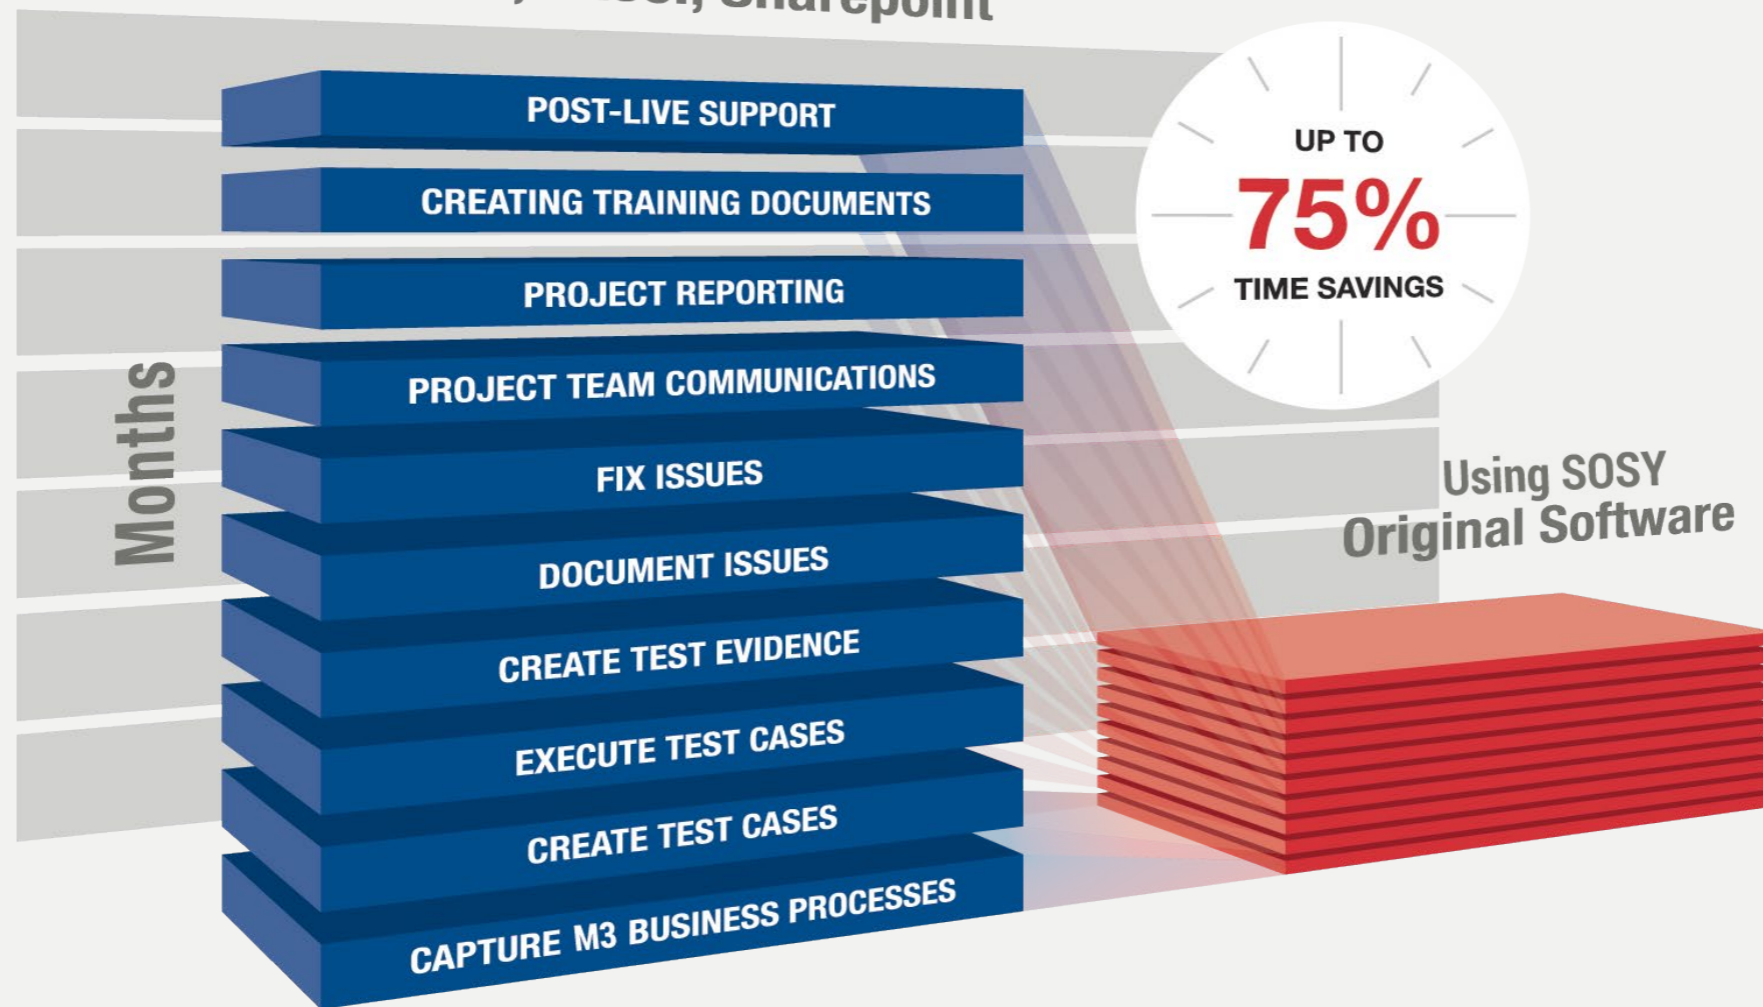 Sharepoint
POST-LIVE SUPPORT
CREATING TRAINING DOCUMENTS
PROJECT REPORTING
PROJECT TEAM COMMUNICATIONS
FIX ISSUES
DOCUMENT ISSUES
CREATE TEST EVIDENCE
EXECUTE TEST CASES
CREATE TEST CASES
CAPTURE M3 BUSINESS PROCESSES
Months
UP TO
75%
TIME SAVINGS
Using SOSY
Original Software